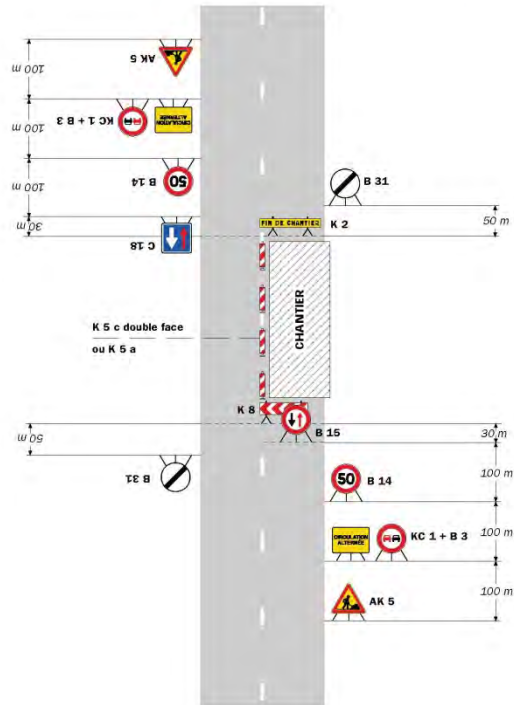 AK 5
100 m
CIRCULATION
ALTERNÉE
KC 1 + B 3
100 m
50
B 14
100 m
C 18
30 m
B 31
FIN DE CHANTIER
K 2
50 m
K 5 c double face
ou K 5 a
CHANTIER
K 8
B 15
50 m
30 m
B 31
50
B 14
100 m
CIRCULATION
ALTERNÉE
KC 1 + B 3
100 m
AK 5
100 m